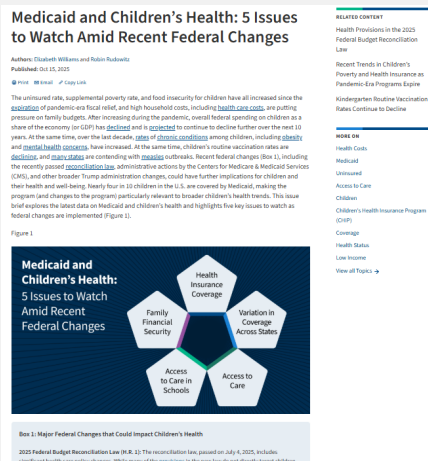 Medicaid and Children's Health: 5 Issues
to Watch Amid Recent Federal Changes
Authors: Elizabeth Williams and Robin Rudowitz
Published: Oct 15, 2025
Print Email Copy Link
The uninsured rate, supplemental poverty rate, and food insecurity for children have all increased since the
expiration of pandemic-era fiscal relief, and high household costs, including health care costs, are putting
pressure on family budgets. After increasing during the pandemic, overall federal spending on children as a
share of the economy (or GDP) has declined and is projected to continue to decline further over the next 10
years. At the same time, over the last decade, rates of chronic conditions among children, including obesity
and mental health concerns, have increased. At the same time, children's routine vaccination rates are
declining, and many states are contending with measles outbreaks. Recent federal changes (Box 1), including
the recently passed reconciliation law, administrative actions by the Centers for Medicare & Medicaid Services
(CMS), and other broader Trump administration changes, could have further implications for children and
their health and well-being. Nearly four in 10 children in the U.S. are covered by Medicaid, making the
program (and changes to the program) particularly relevant to broader children's health trends. This issue
brief explores the latest data on Medicaid and children's health and highlights five key issues to watch as
federal changes are implemented (Figure 1).
Figure 1
Medicaid and
Children's Health:
5 Issues to Watch
Amid Recent
Federal Changes
Health
Insurance
Coverage
Family
Financial
Security
Variation in
Coverage
Across States
Access
to Care in
Schools
Access to
Care
Box 1: Major Federal Changes that Could Impact Children's Health
2025 Federal Budget Reconciliation Law (H.R. 1): The reconciliation law, passed on July 4, 2025, includes
RELATED CONTENT
Health Provisions in the 2025
Federal Budget Reconciliation
Law
Recent Trends in Children's
Poverty and Health Insurance as
Pandemic-Era Programs Expire
Kindergarten Routine Vaccination
Rates Continue to Decline
MORE ON
Health Costs
Medicaid
Uninsured
Access to Care
Children
Children's Health Insurance Program
(CHIP)
Coverage
Health Status
Low Income
View all Topics →